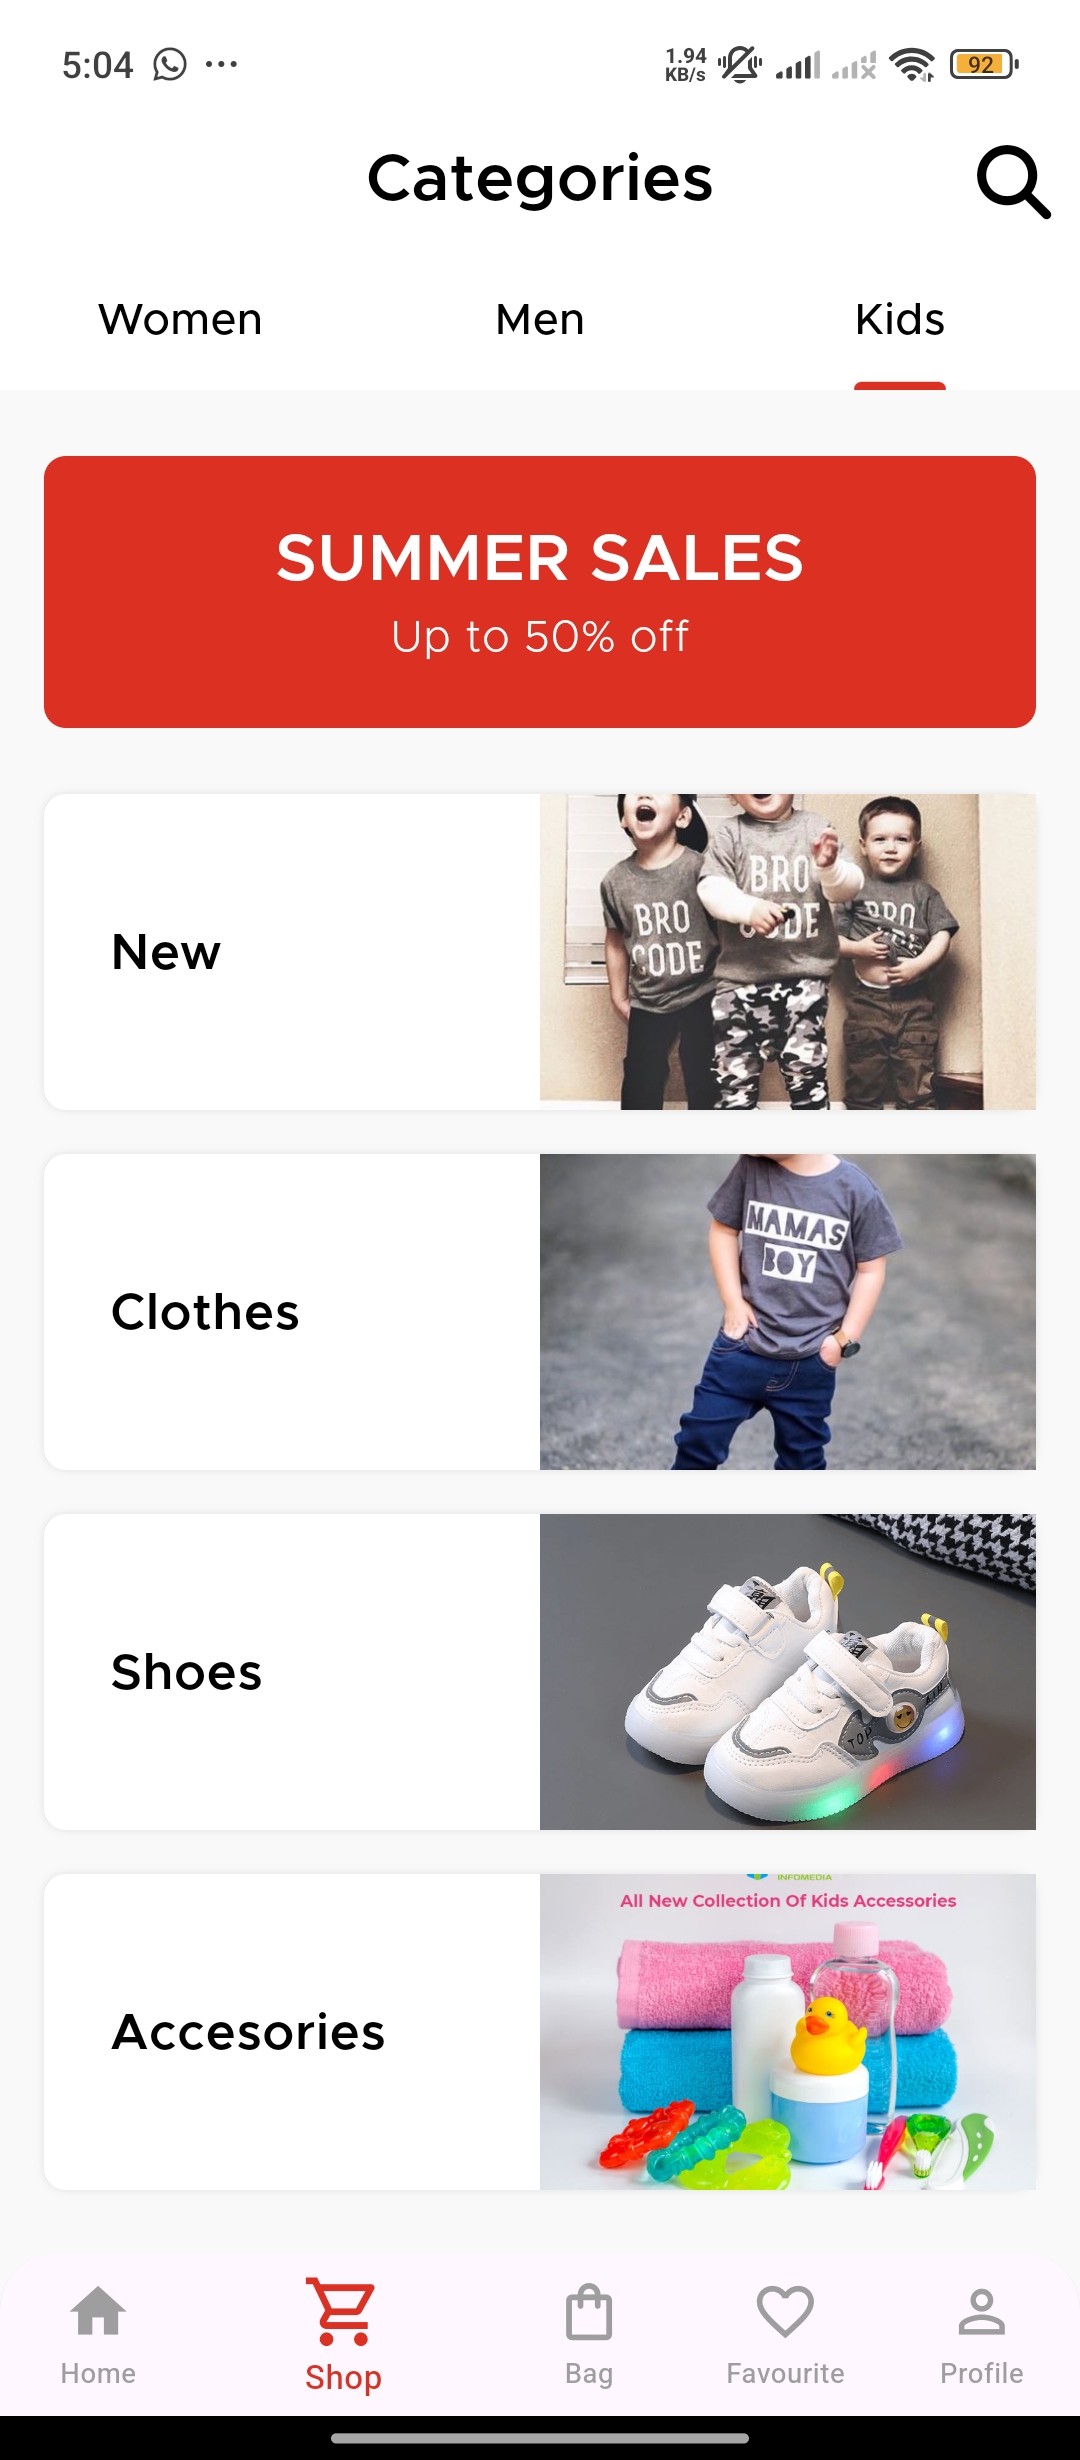 5:04 ...
1.94
KB/s
92
Categories
Women Men Kids
SUMMER SALES
Up to 50% off
BRO
CODE
BRO
CODE
BRO
New
MAMAS
BOY
Clothes
Shoes
TOP
INFOMEDIA
All New Collection Of Kids Accessories
Accesories
Home Shop Bag Favourite Profile